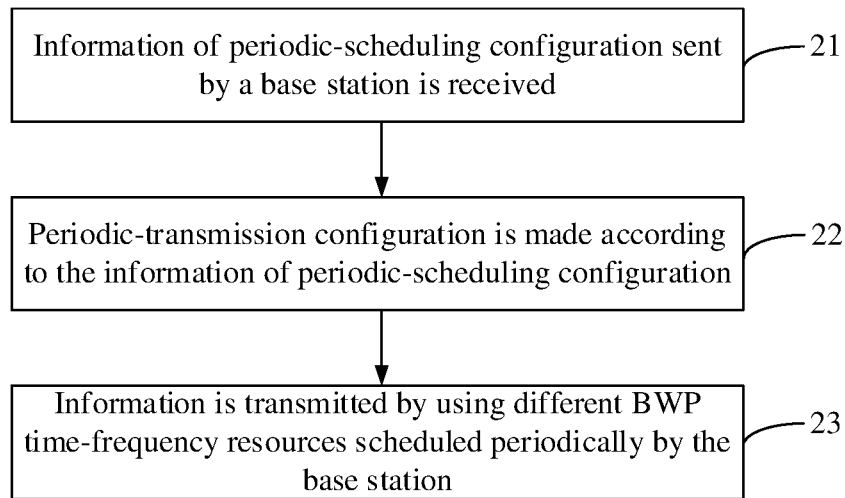 Information of periodic-scheduling configuration sent
by a base station is received
21
Periodic-transmission configuration is made according
to the information of periodic-scheduling configuration
22
Information is transmitted by using different BWP
time-frequency resources scheduled periodically by the
base station
23